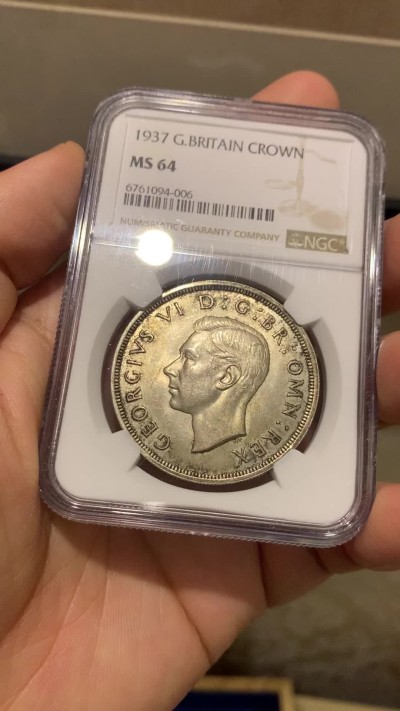 1937 G.BRITAIN CROWN
MS 64
6761094-006
NUMISMATIC GUARANTY COMPANY
NGC
GEORGIVS VI D:G:BR:OMN:REX